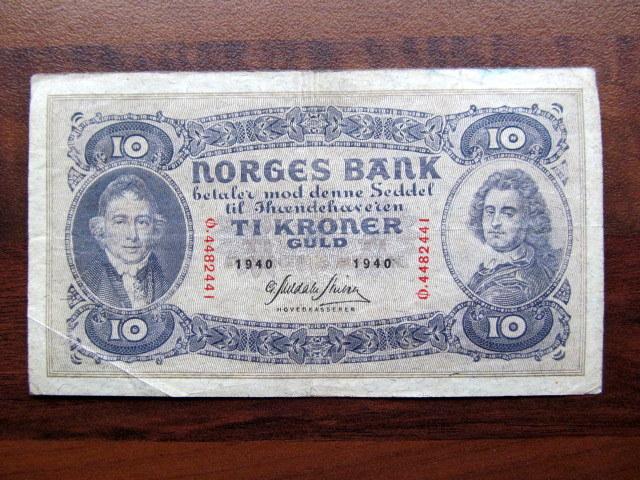 10 10
NORGES BANK
betaler mod denne Seddel
til Ihændehaveren
TI KRONER
GULD
1940 1940
Ø.4482441
Ø.4482441
HOVEDKASSERER
10 10